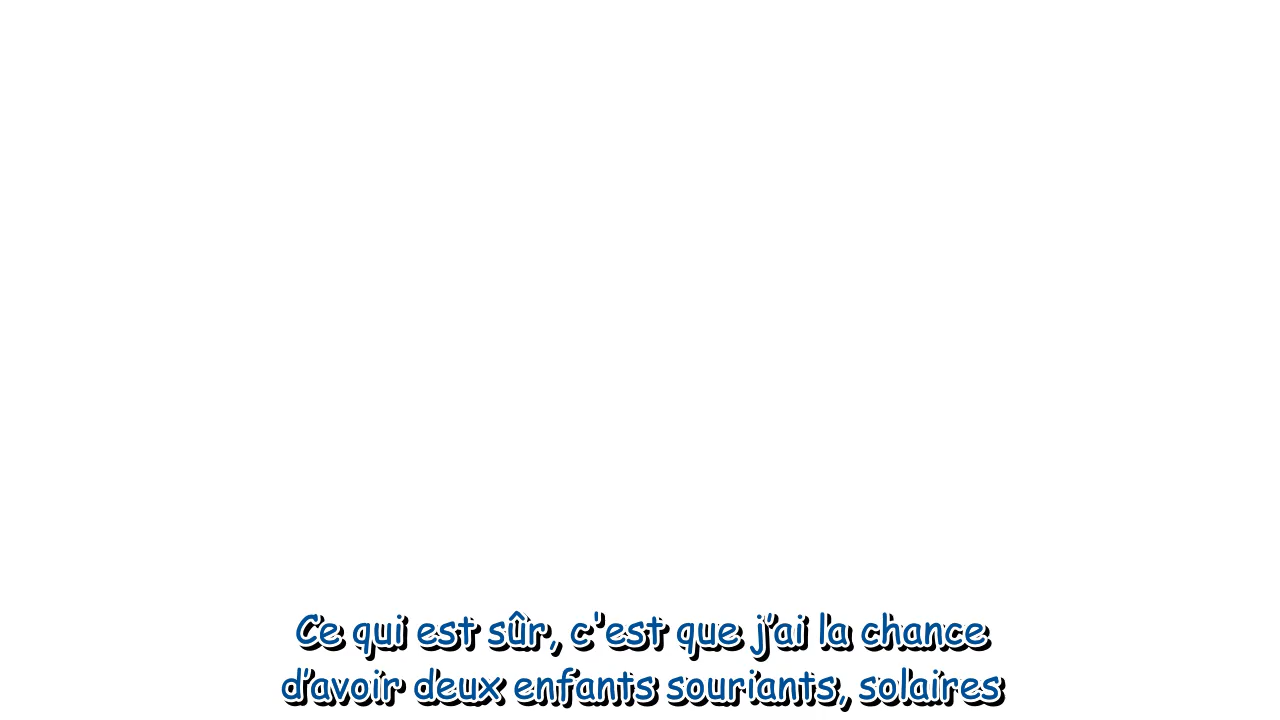 Ce qui est sûr, c'est que j’ai la chance
d’avoir deux enfants souriants, solaires